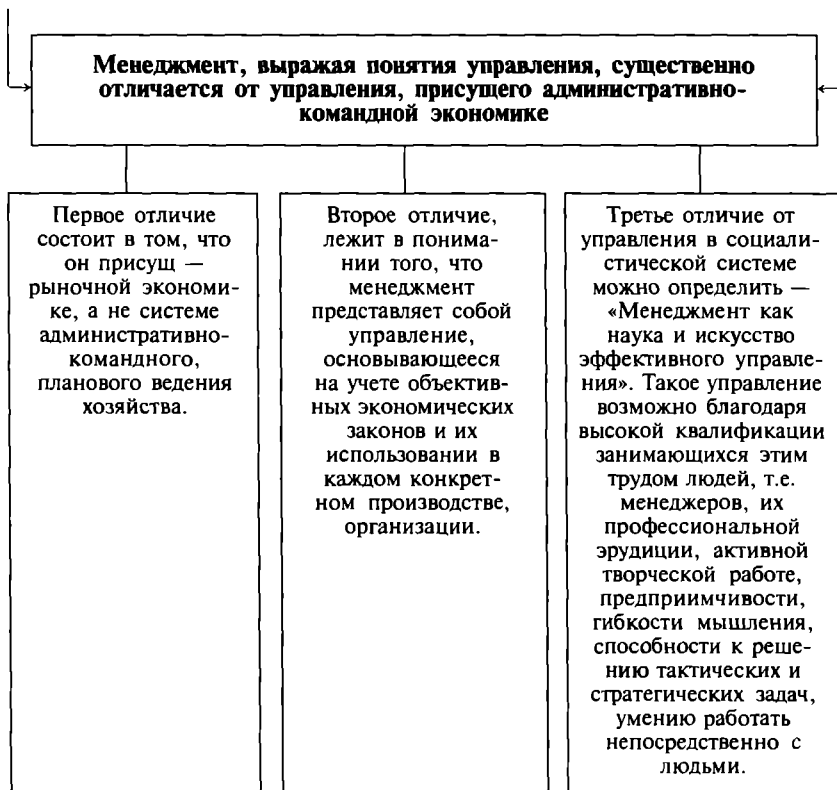 Менеджмент, выражая понятия управления, существенно
отличается от управления, присущего административно-
командной экономике
Первое отличие
состоит в том, что
он присущ —
рыночной экономи-
ке, а не системе
административно-
командного,
планового ведения
хозяйства.
Второе отличие,
лежит в понима-
нии того, что
менеджмент
представляет собой
управление,
основывающееся
на учете объектив-
ных экономических
законов и их
использовании в
каждом конкрет-
ном производстве,
организации.
Третье отличие от
управления в социали-
стической системе
можно определить —
«Менеджмент как
наука и искусство
эффективного управле-
ния». Такое управление
возможно благодаря
высокой квалификации
занимающихся этим
трудом людей, т.е.
менеджеров, их
профессиональной
эрудиции, активной
творческой работе,
предприимчивости,
гибкости мышления,
способности к реше-
нию тактических и
стратегических задач,
умению работать
непосредственно с
людьми.